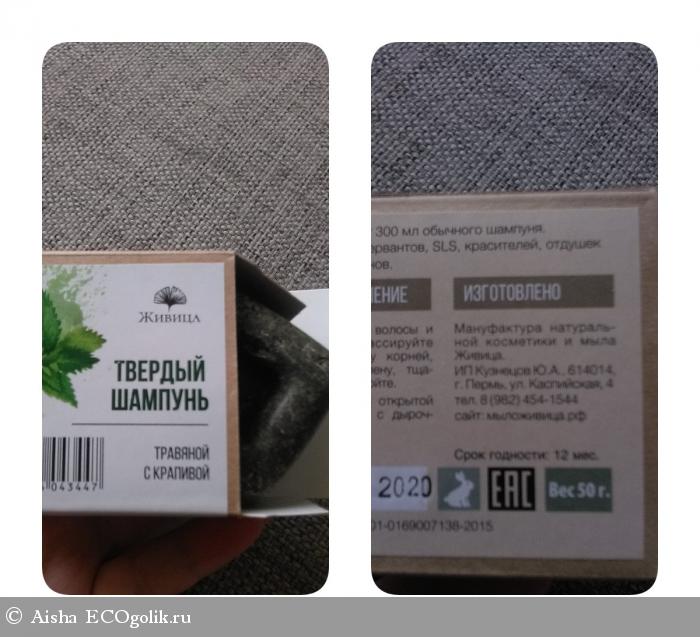 ЖИВИЦА
ТВЕРДЫЙ
ШАМПУНЬ
ТРАВЯНОЙ
С КРАПИВОЙ
043447
300 мл обычного шампуня.
ервантов, SLS, красителей, отдушек
нов.
ЕНИЕ
ИЗГОТОВЛЕНО
волосы и
ассируйте
у корней,
ену, тща-
ойте.
открытой
с дыроч-
Мануфактура натураль-
ной косметики и мыла
Живица.
ИП Кузнецов Ю.А., 614014,
г. Пермь, ул. Каспийская, 4
тел. 8 (982) 454-1544
сайт: мыложивица.рф
Срок годности: 12 мес.
2020
EAC
Вес 50 г.
01-0169007138-2015
© Aisha ECOgolik.ru